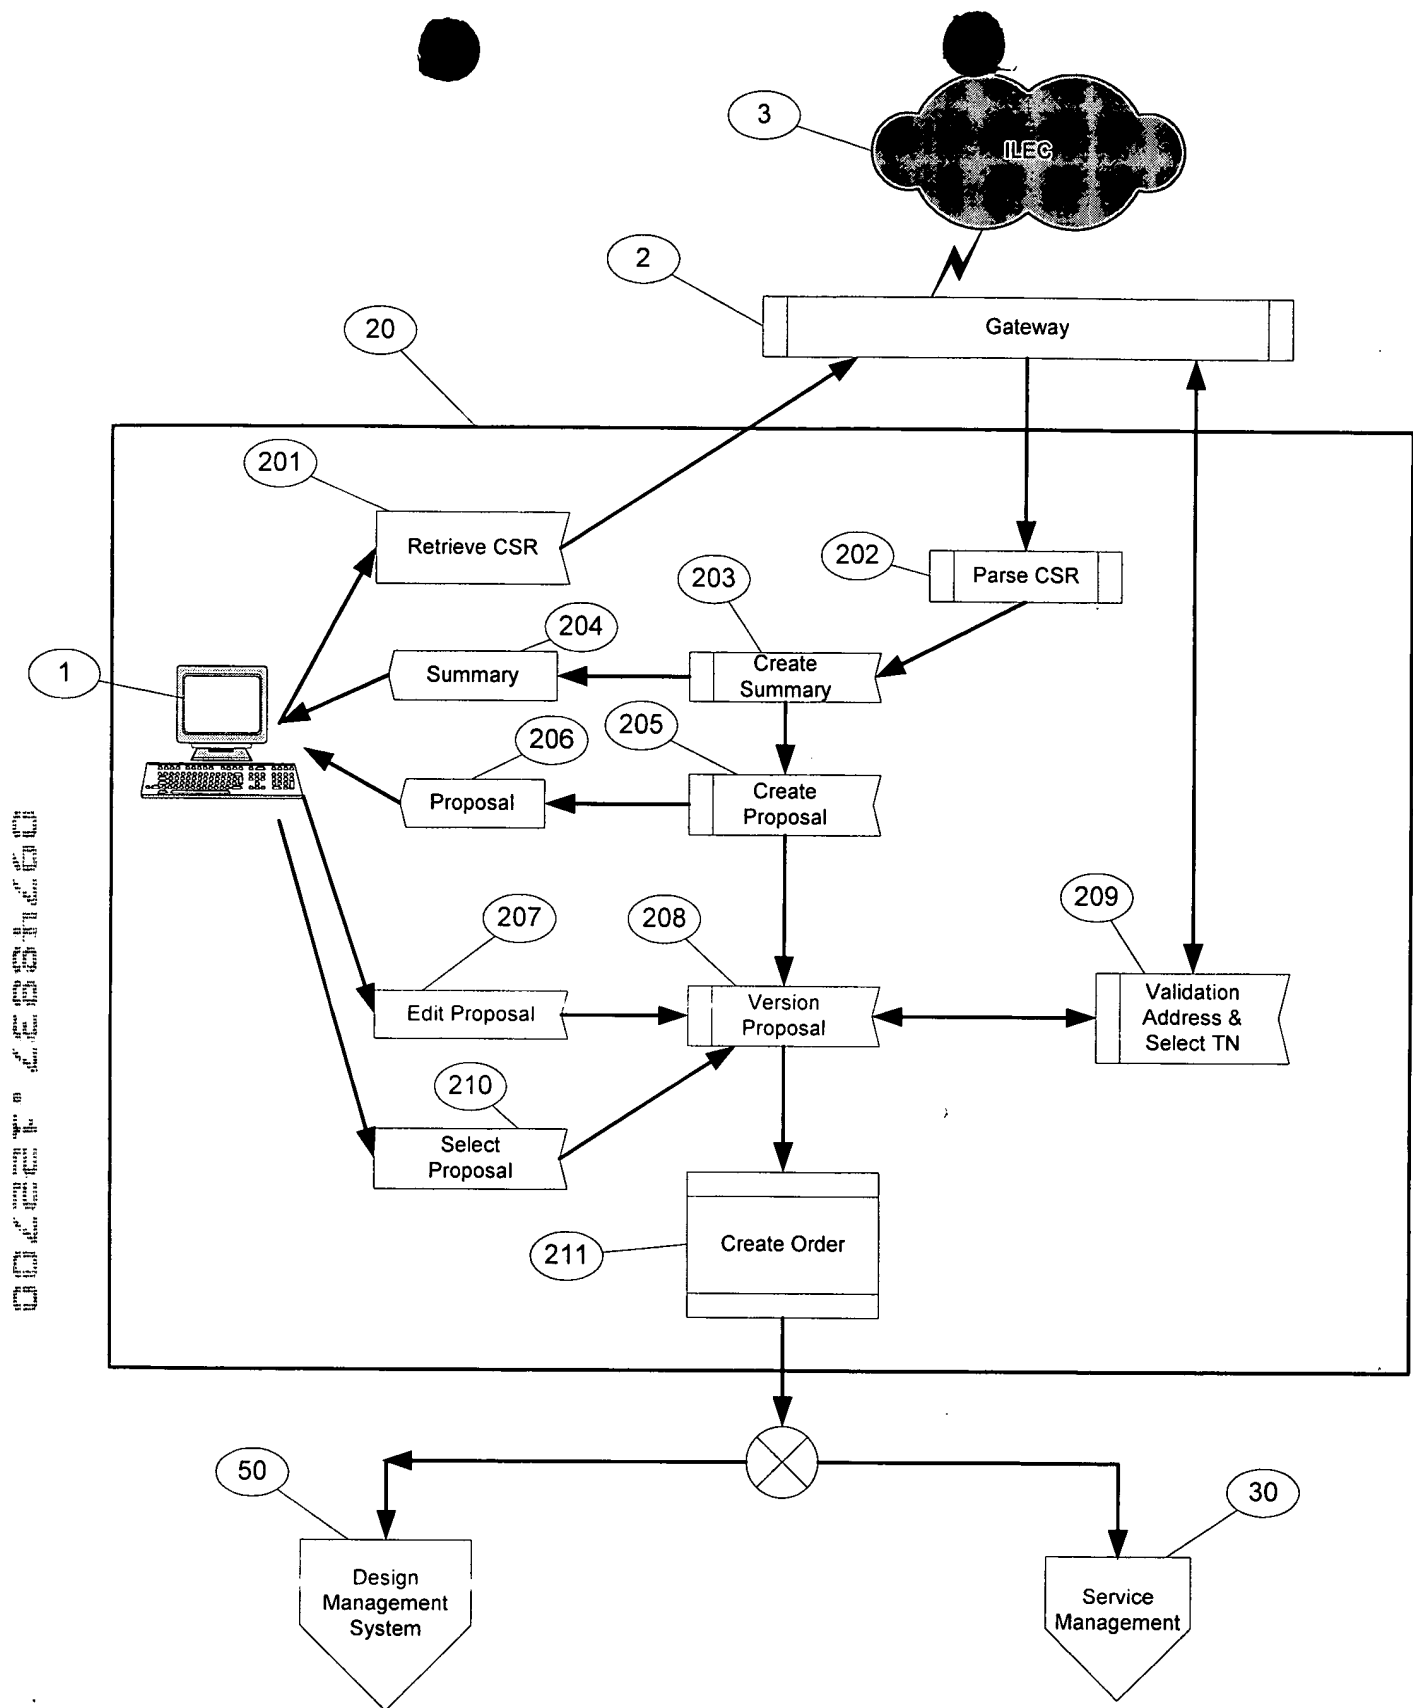 3
ILEC
2
Gateway
20
201
Retrieve CSR
202
Parse CSR
203
204
Create
Summary
Summary
1
205
206
Create
Proposal
Proposal
207
208
209
Edit Proposal
Version
Proposal
Validation
Address &
Select TN
210
Select
Proposal
211
Create Order
50
30
Design
Management
System
Service
Management